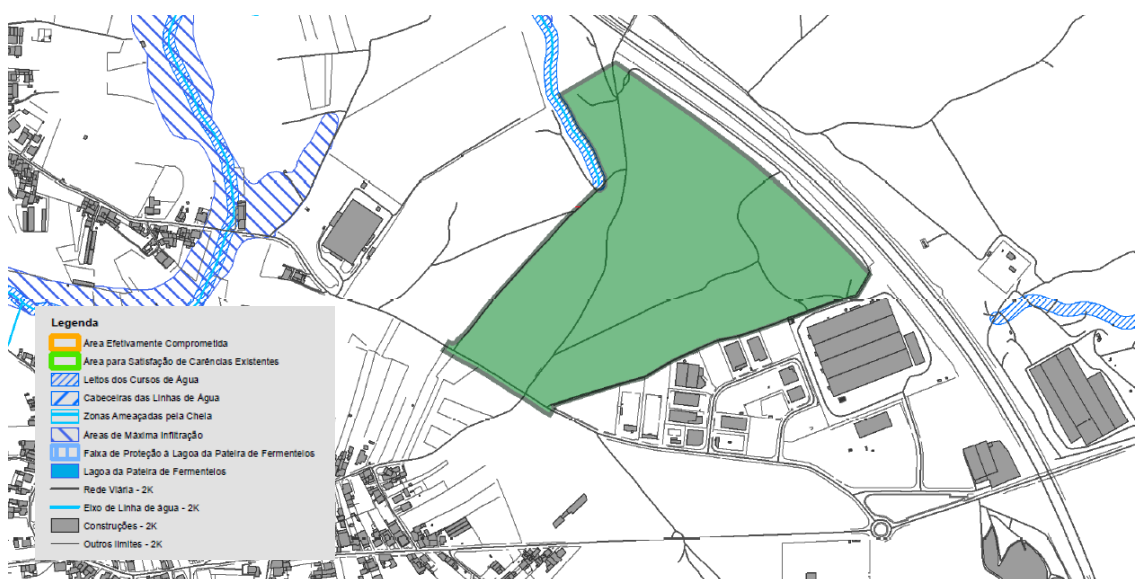 Legenda
Área Efetivamente Comprometida
Área para Satisfação de Carências Existentes
Leitos dos Cursos de Água
Cabeceiras das Linhas de Água
Zonas Ameaçadas pela Cheia
Áreas de Máxima Infiltração
Faixa de Proteção à Lagoa da Pateira de Fermentelos
Lagoa da Pateira de Fermentelos
Rede Viária - 2K
Eixo de Linha de água - 2K
Construções - 2K
Outros limites - 2K